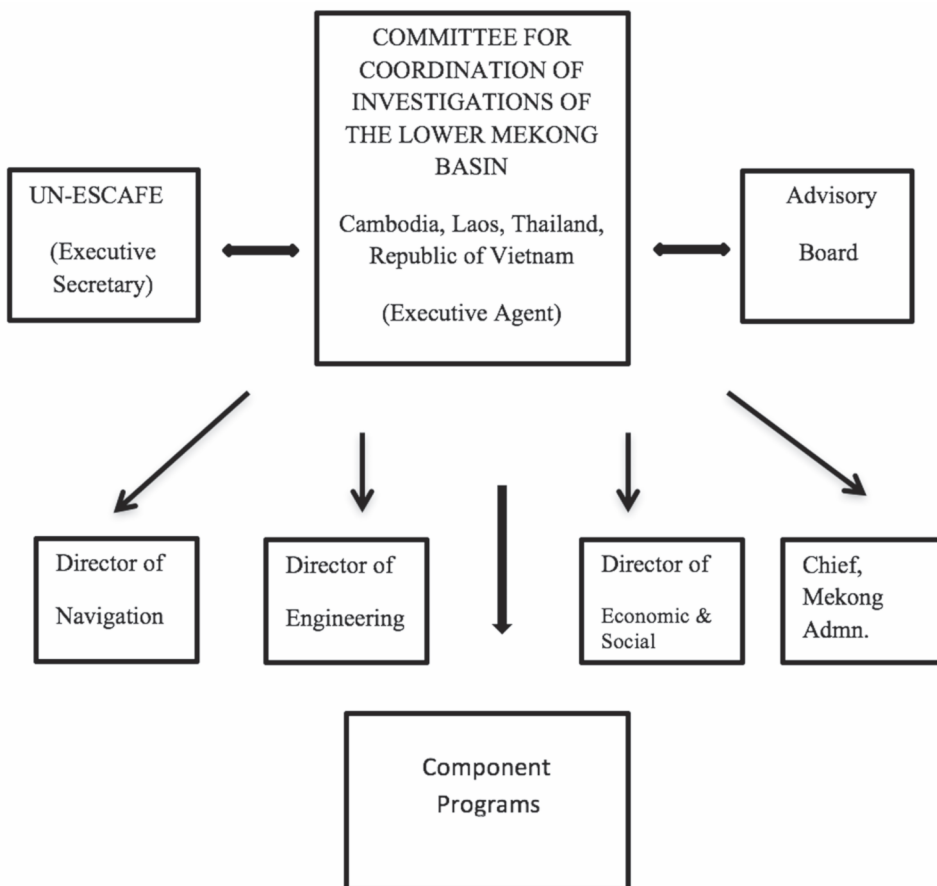 COMMITTEE FOR
COORDINATION OF
INVESTIGATIONS OF
THE LOWER MEKONG
BASIN
Cambodia, Laos, Thailand,
Republic of Vietnam
(Executive Agent)
UN-ESCAFE
(Executive
Secretary)
Advisory
Board
Director of
Navigation
Director of
Engineering
Director of
Economic &
Social
Chief,
Mekong
Admn.
Component
Programs